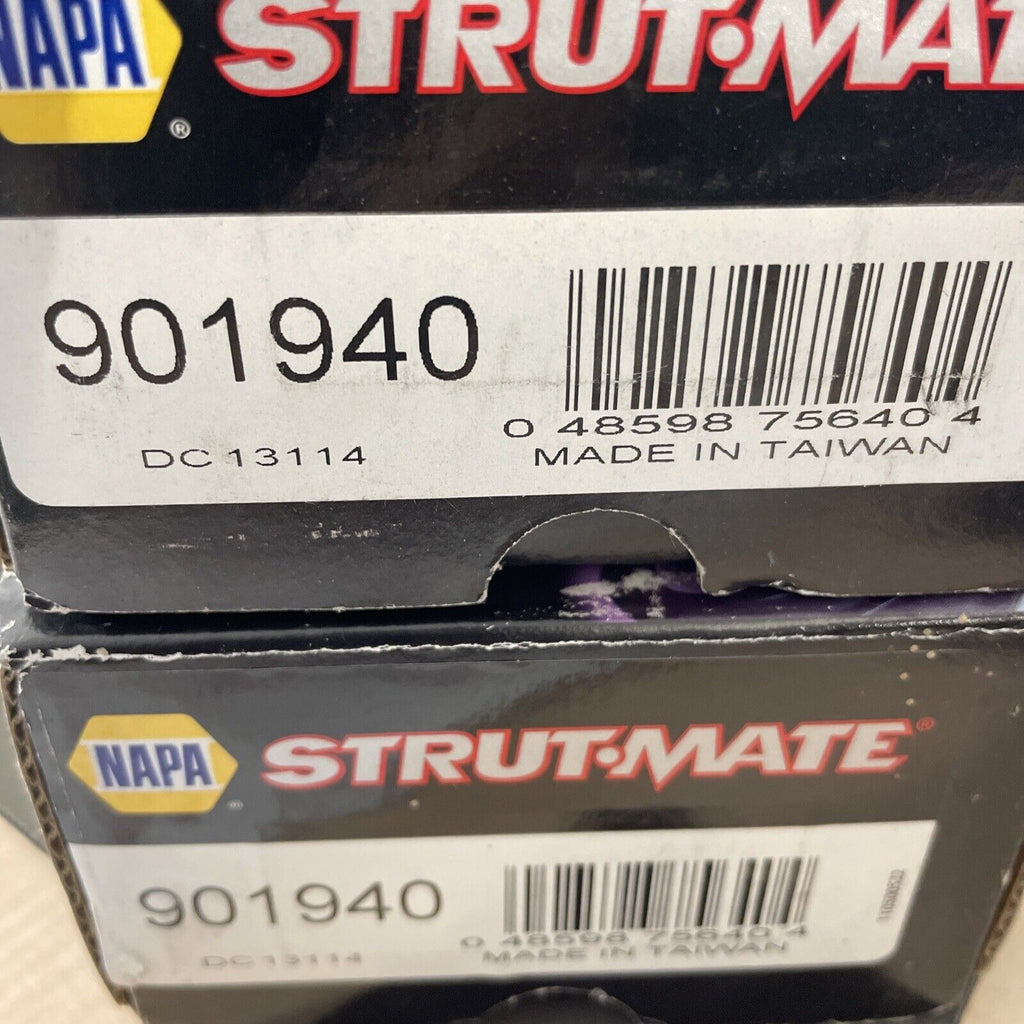 NAPA
®
STRUT•MAT
901940
0 48598 75640 4
DC 13114
MADE IN TAIWAN
NAPA
®
STRUT•MATE®
901940
0 48598 75640 4
DC 13114
MADE IN TAIWAN